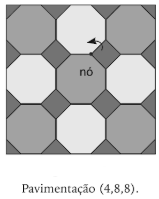 nó
Pavimentação (4,8,8).